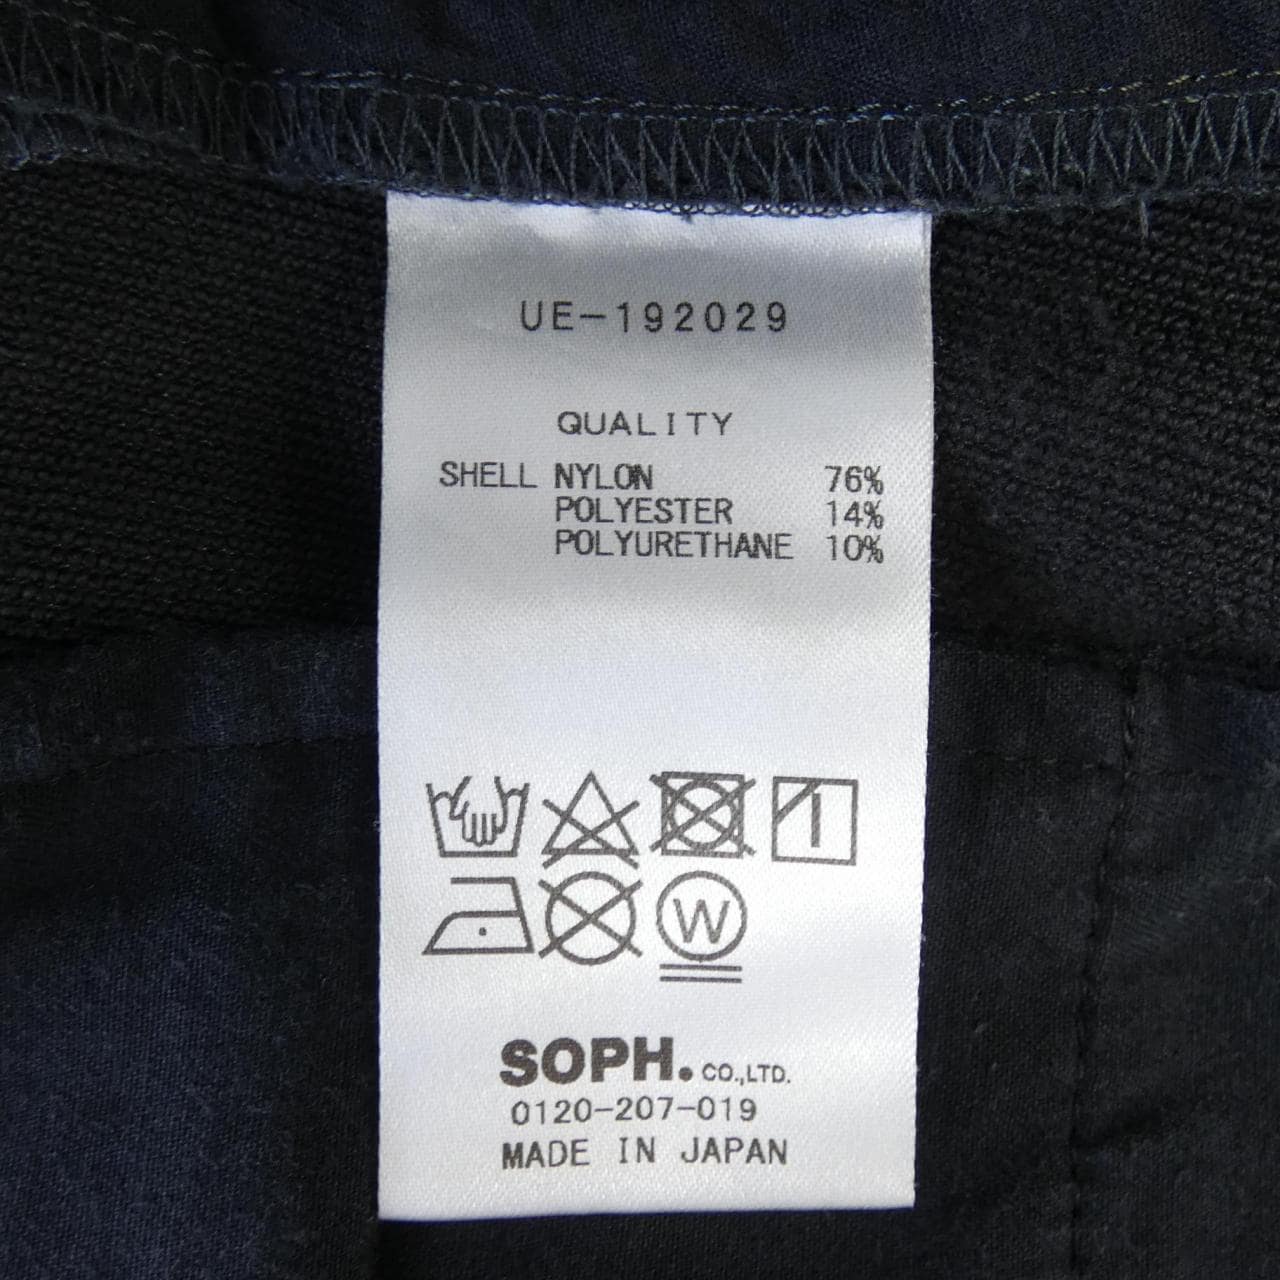 UE-192029
QUALITY
SHELL NYLON 76%
POLYESTER 14%
POLYURETHANE 10%
W
SOPH. CO.,LTD.
0120-207-019
MADE IN JAPAN